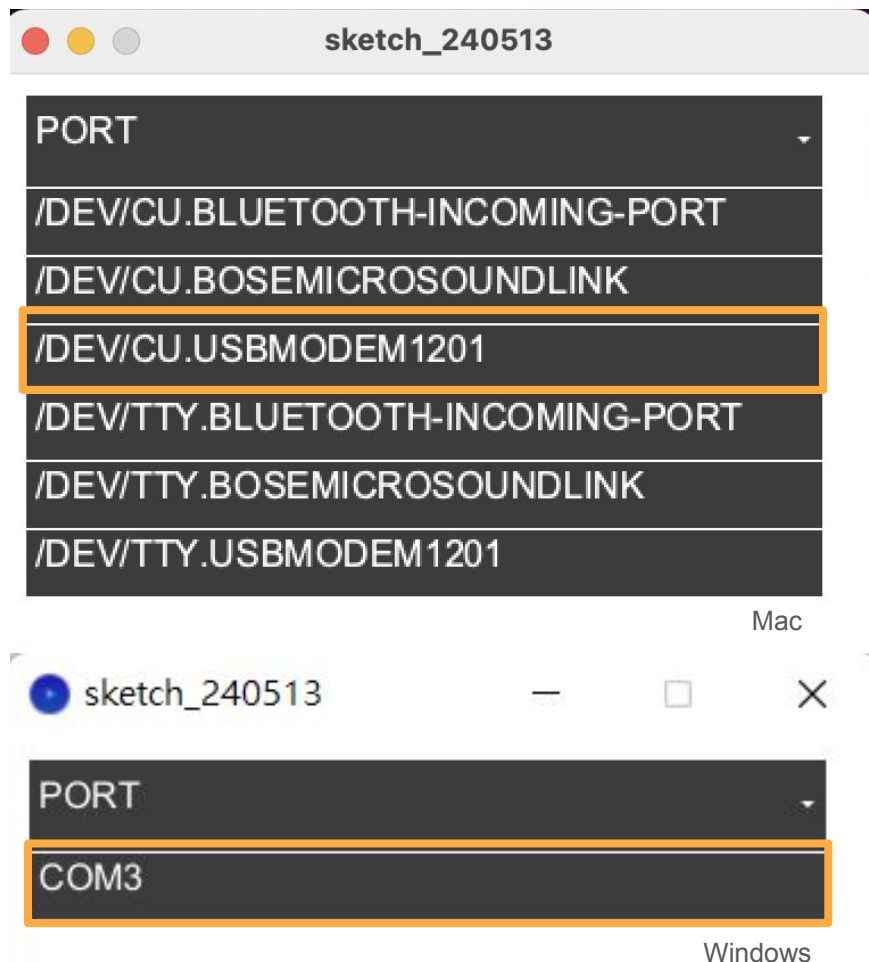 sketch_240513
PORT
/DEV/CU.BLUETOOTH-INCOMING-PORT
/DEV/CU.BOSEMICROSOUNDLINK
/DEV/CU.USBMODEM1201
/DEV/TTY.BLUETOOTH-INCOMING-PORT
/DEV/TTY.BOSEMICROSOUNDLINK
/DEV/TTY.USBMODEM1201
Mac
sketch_240513
PORT
COM3
Windows